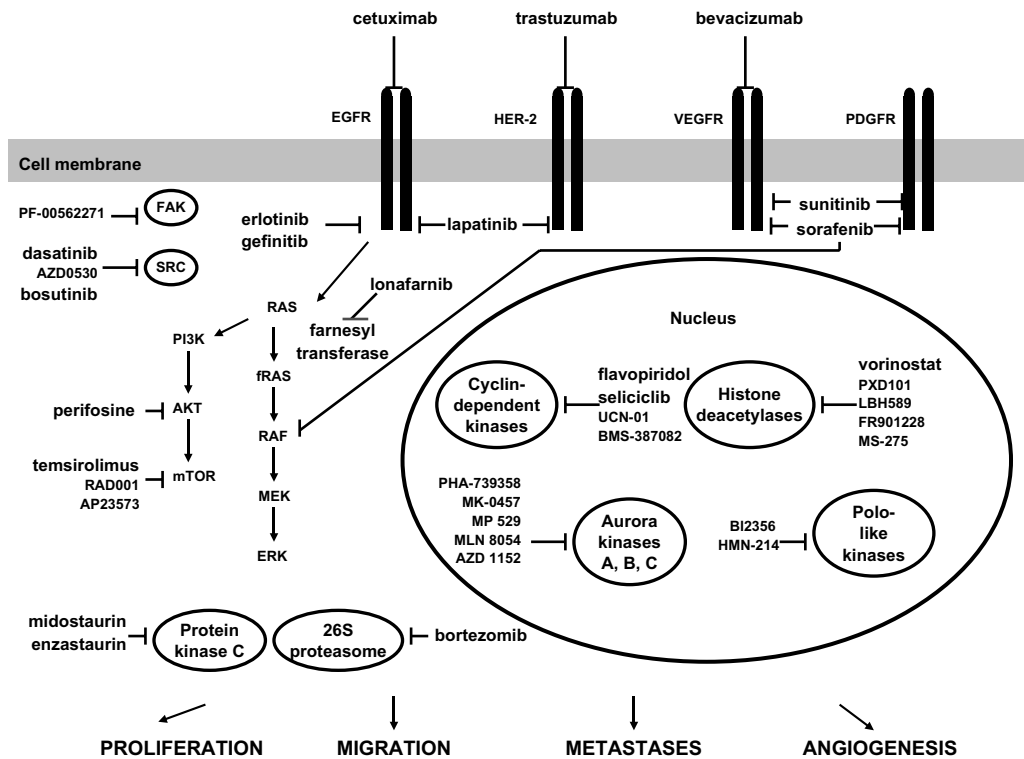 cetuximab
trastuzumab
bevacizumab
EGFR
HER-2
VEGFR
PDGFR
Cell membrane
PF-00562271
FAK
erlotinib
gefinitib
lapatinib
sunitinib
sorafenib
dasatinib
AZD0530
bosutinib
SRC
lonafarnib
RAS
farnesyl
transferase
Nucleus
PI3K
fRAS
Cyclin-
dependent
kinases
flavopiridol
seliciclib
UCN-01
BMS-387082
Histone
deacetylases
vorinostat
PXD101
LBH589
FR901228
MS-275
perifosine
AKT
RAF
temsirolimus
RAD001
AP23573
mTOR
MEK
ERK
PHA-739358
MK-0457
MP 529
MLN 8054
AZD 1152
Aurora
kinases
A, B, C
BI2356
HMN-214
Polo-
like
kinases
midostaurin
enzastaurin
Protein
kinase C
26S
proteasome
bortezomib
PROLIFERATION
MIGRATION
METASTASES
ANGIOGENESIS